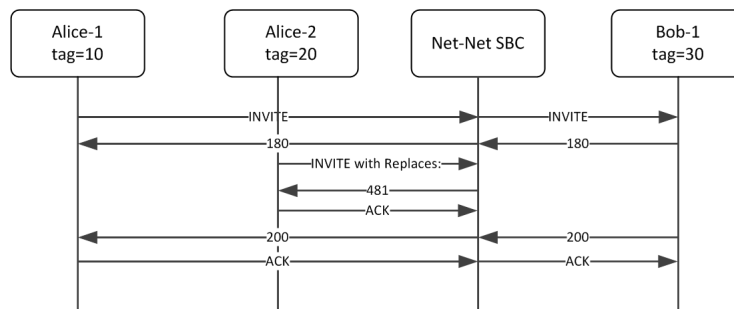 Alice-1
tag=10
Alice-2
tag=20
Net-Net SBC
Bob-1
tag=30
INVITE
INVITE
180
180
INVITE with Replaces:
481
ACK
200
200
ACK
ACK